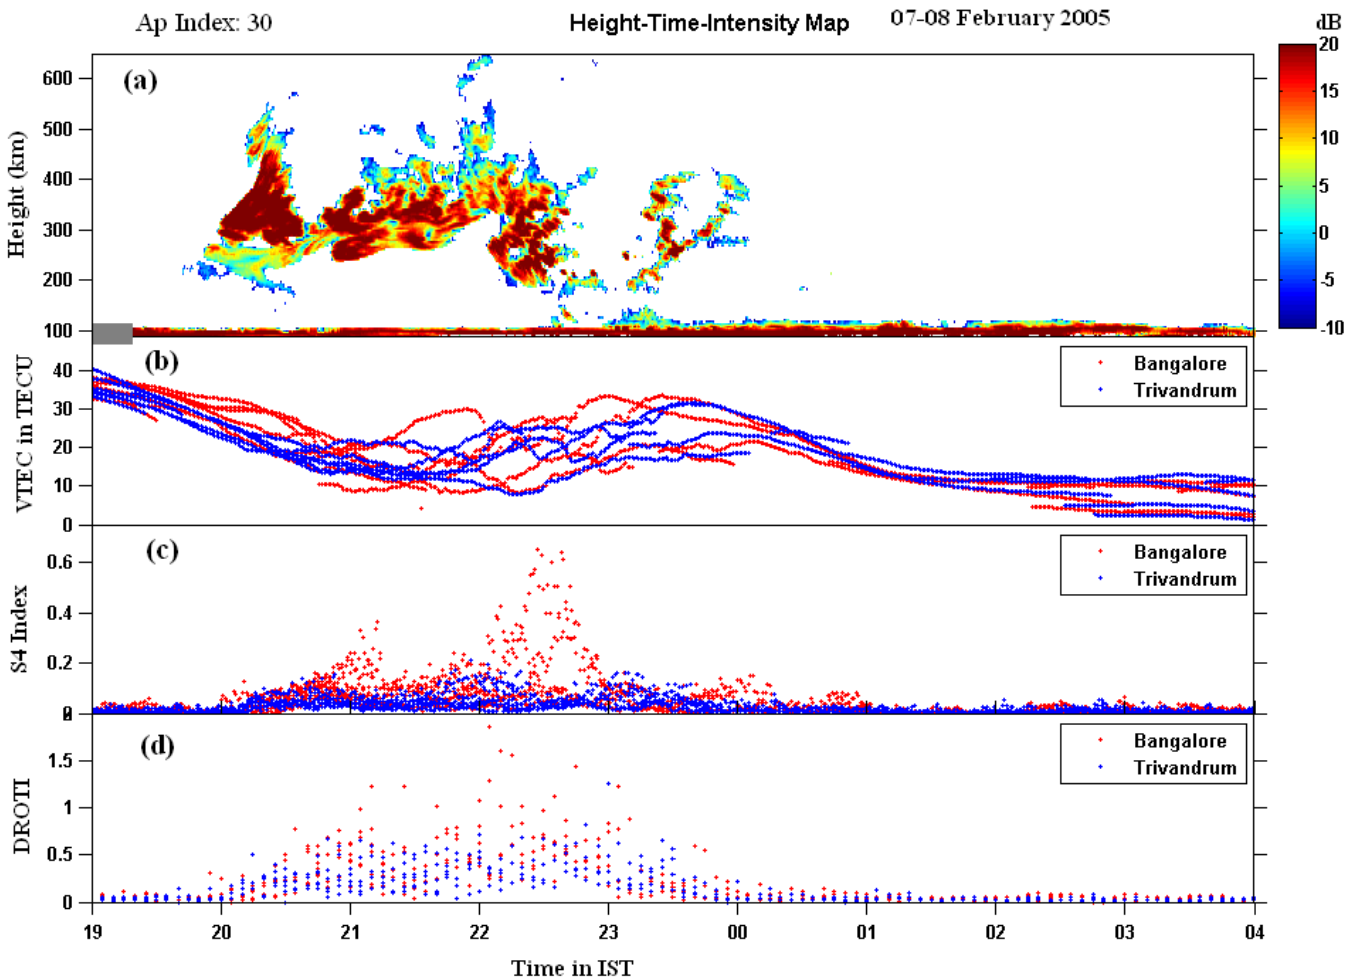 Ap Index: 30
Height-Time-Intensity Map
07-08 February 2005
dB
(a)
600
500
400
300
200
100
Height (km)
20
15
10
5
0
-5
-10
(b)
40
30
20
10
0
VTEC in TECU
Bangalore
Trivandrum
(c)
0.6
0.4
0.2
S4 Index
Bangalore
Trivandrum
(d)
1.5
1
0.5
0
DROTI
Bangalore
Trivandrum
19 20 21 22 23 00 01 02 03 04
Time in IST